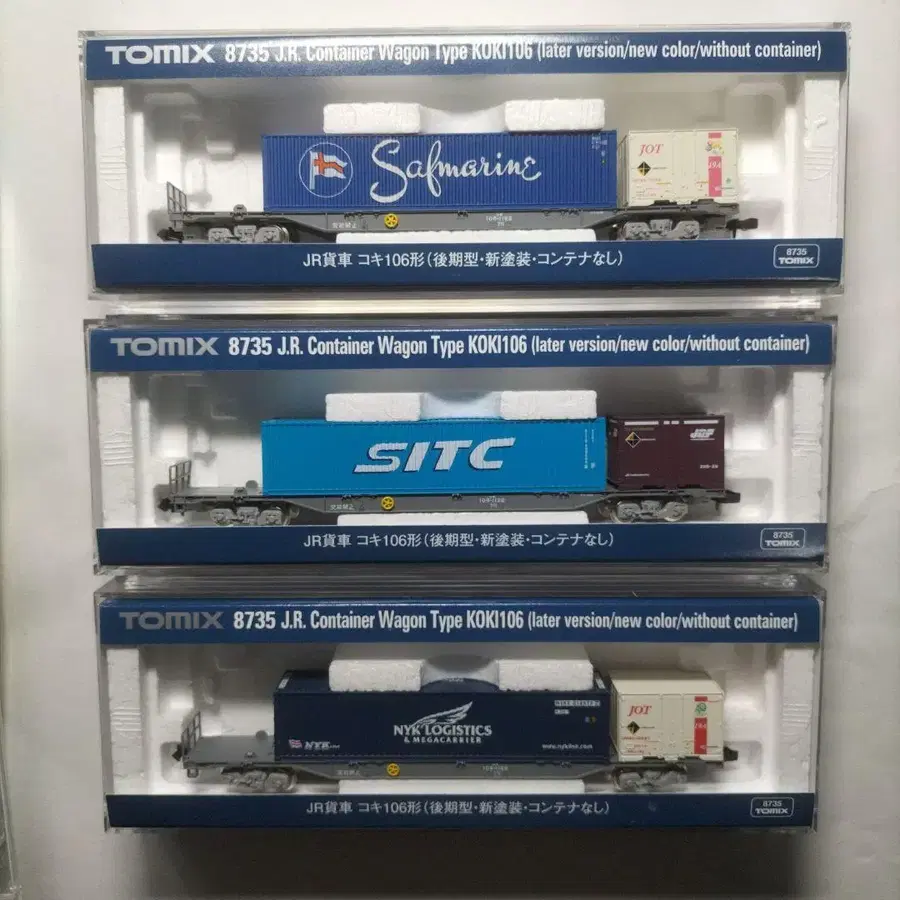 TOMIX 8735 J.R. Container Wagon Type KOKI106 (later version/new color/without container)
Safmarine
JOT
19A
JR貨車 コキ106形(後期型・新塗装・コンテナなし)
8735
TOMIX
TOMIX 8735 J.R. Container Wagon Type KOKI106 (later version/new color/without container)
SITC
JRF
JR貨車 コキ106形(後期型・新塗装・コンテナなし)
8735
TOMIX
TOMIX 8735 J.R. Container Wagon Type KOKI106 (later version/new color/without container)
NYK LOGISTICS
& MEGACARRIER
JOT
NYK
www.nykline.com
JR貨車 コキ106形(後期型・新塗装・コンテナなし)
8735
TOMIX